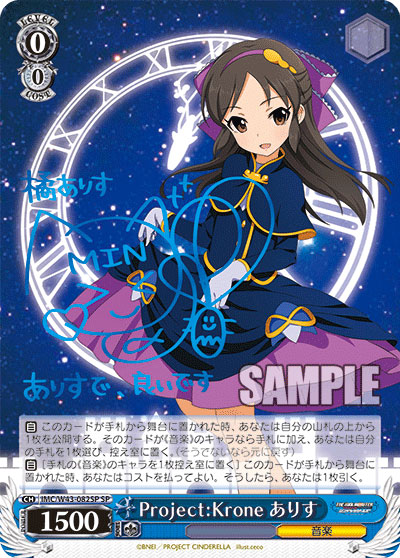 LEVEL
0
0
COST
橘ありす
MIN
ありすで、良いです
SAMPLE
自 このカードが手札から舞台に置かれた時、あなたは自分の山札の上から
1枚を公開する。そのカードが《音楽》のキャラなら手札に加え、あなたは自分
の手札を1枚選び、控え室に置く。(そうでないなら元に戻す)
自 [手札の《音楽》のキャラを1枚控え室に置く] このカードが手札から舞台に
置かれた時、あなたはコストを払ってよい。そうしたら、あなたは1枚引く。
CH IMC/W43-082SP SP
1500
Project:Krone ありす
THE IDOLM@STER
音楽
©BNEI / PROJECT CINDERELLA illust.ceco